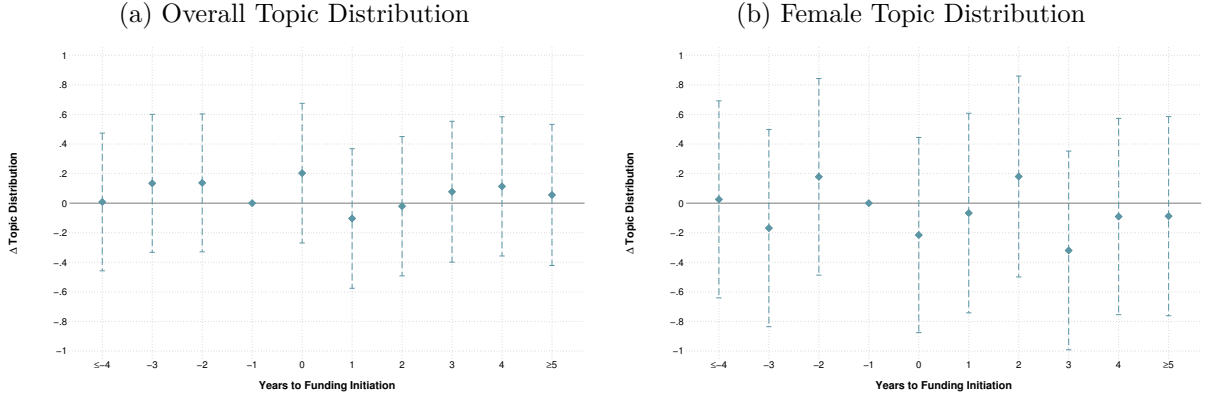 (a) Overall Topic Distribution
1
.8
.6
.4
.2
0
−.2
−.4
−.6
−.8
−1
Δ Topic Distribution
≤−4 −3 −2 −1 0 1 2 3 4 ≥5
Years to Funding Initiation
(b) Female Topic Distribution
1
.8
.6
.4
.2
0
−.2
−.4
−.6
−.8
−1
Δ Topic Distribution
≤−4 −3 −2 −1 0 1 2 3 4 ≥5
Years to Funding Initiation